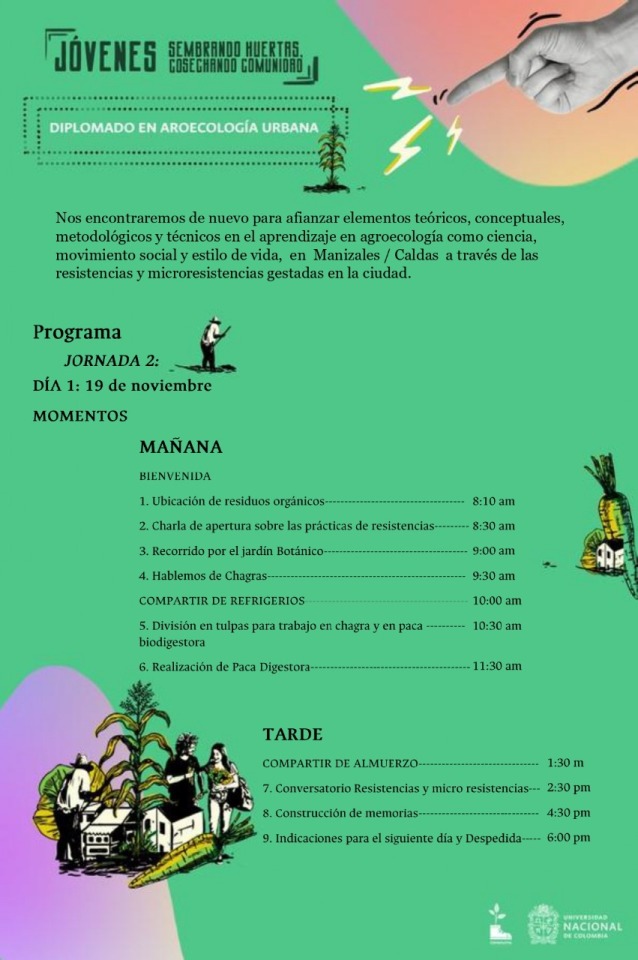 JÓVENES SEMBRANDO HUERTAS,
COSECHANDO COMUNIDAD
DIPLOMADO EN AROECOLOGÍA URBANA
Nos encontraremos de nuevo para afianzar elementos teóricos, conceptuales,
metodológicos y técnicos en el aprendizaje en agroecología como ciencia,
movimiento social y estilo de vida, en Manizales / Caldas a través de las
resistencias y microresistencias gestadas en la ciudad.
Programa
JORNADA 2:
DÍA 1: 19 de noviembre
MOMENTOS
MAÑANA
BIENVENIDA
1. Ubicación de residuos orgánicos----------------------------------- 8:10 am
2. Charla de apertura sobre las prácticas de resistencias--------- 8:30 am
3. Recorrido por el jardín Botánico------------------------------------ 9:00 am
4. Hablemos de Chagras-------------------------------------------------- 9:30 am
COMPARTIR DE REFRIGERIOS---------------------------------------- 10:00 am
5. División en tulpas para trabajo en chagra y en paca ---------- 10:30 am
biodigestora
6. Realización de Paca Digestora---------------------------------------- 11:30 am
TARDE
COMPARTIR DE ALMUERZO------------------------------ 1:30 m
7. Conversatorio Resistencias y micro resistencias--- 2:30 pm
8. Construcción de memorias------------------------------ 4:30 pm
9. Indicaciones para el siguiente día y Despedida----- 6:00 pm
UNIVERSIDAD
NACIONAL
DE COLOMBIA